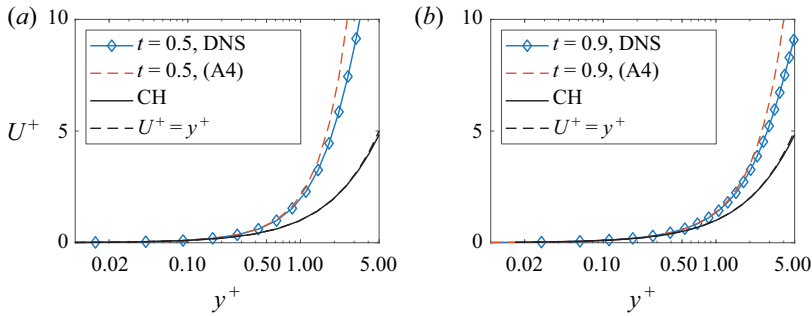 (a)
10
5
0
U⁺
t = 0.5, DNS
t = 0.5, (A4)
CH
U⁺ = y⁺
0.02 0.10 0.50 1.00 5.00
y⁺
(b)
10
5
0
t = 0.9, DNS
t = 0.9, (A4)
CH
U⁺ = y⁺
0.02 0.10 0.50 1.00 5.00
y⁺